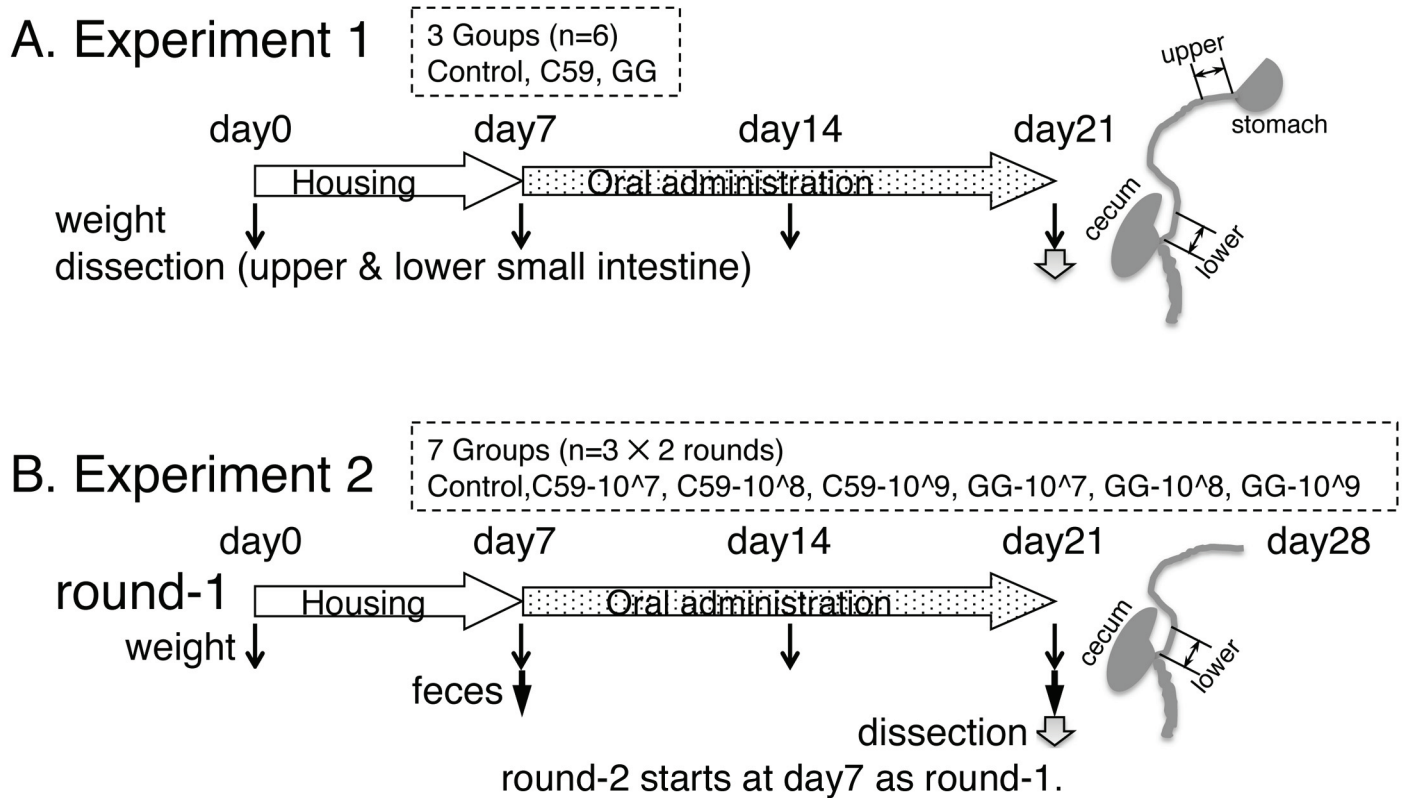 A. Experiment 1
3 Goups (n=6)
Control, C59, GG
day0 day7 day14 day21
Housing Oral administration
weight
dissection (upper & lower small intestine)
upper
stomach
cecum
lower
B. Experiment 2
7 Groups (n=3 × 2 rounds)
Control,C59-10^7, C59-10^8, C59-10^9, GG-10^7, GG-10^8, GG-10^9
day0 day7 day14 day21 day28
round-1
Housing Oral administration
weight
feces
dissection
cecum
lower
round-2 starts at day7 as round-1.